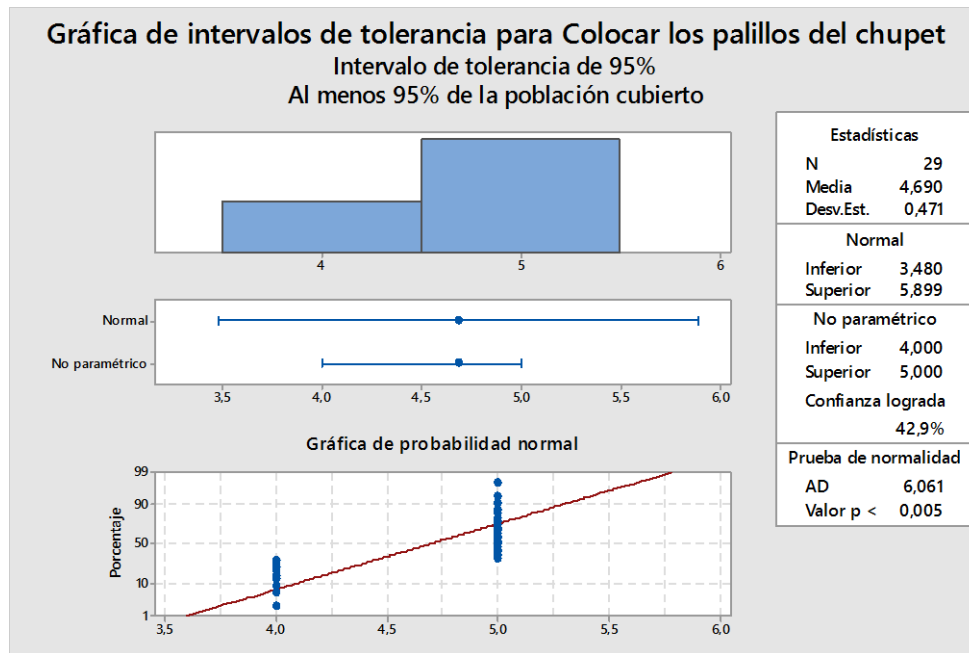 Gráfica de intervalos de tolerancia para Colocar los palillos del chupet
Intervalo de tolerancia de 95%
Al menos 95% de la población cubierto
4 5 6
Normal
No paramétrico
3,5 4,0 4,5 5,0 5,5 6,0
Gráfica de probabilidad normal
Porcentaje
99
90
50
10
1
3,5 4,0 4,5 5,0 5,5 6,0
Estadísticas
N 29
Media 4,690
Desv.Est. 0,471
Normal
Inferior 3,480
Superior 5,899
No paramétrico
Inferior 4,000
Superior 5,000
Confianza lograda
42,9%
Prueba de normalidad
AD 6,061
Valor p < 0,005